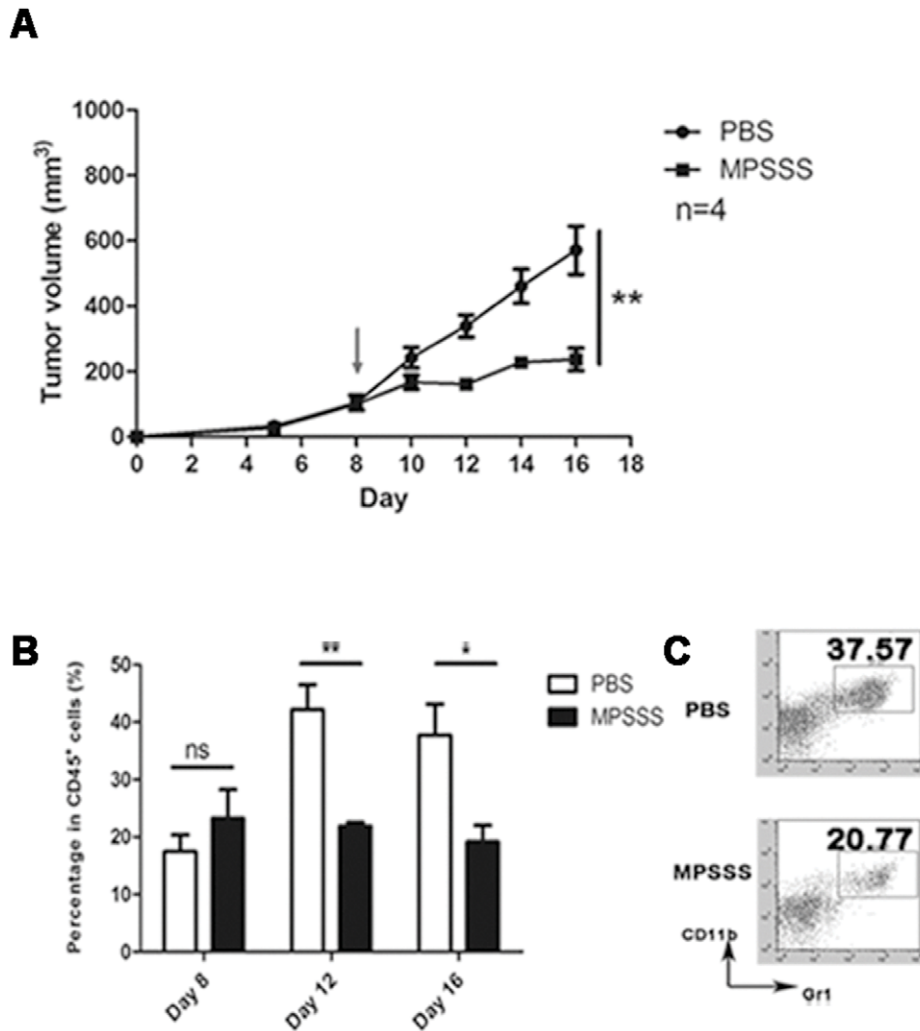 A
1000
800
600
400
200
0
Tumor volume (mm³)
0 2 4 6 8 10 12 14 16 18
Day
PBS
MPSSS
n=4
**
B
50
40
30
20
10
0
Percentage in CD45⁺ cells (%)
ns
**
*
PBS
MPSSS
Day 8
Day 12
Day 16
C
PBS
37.57
MPSSS
20.77
CD11b
Gr1